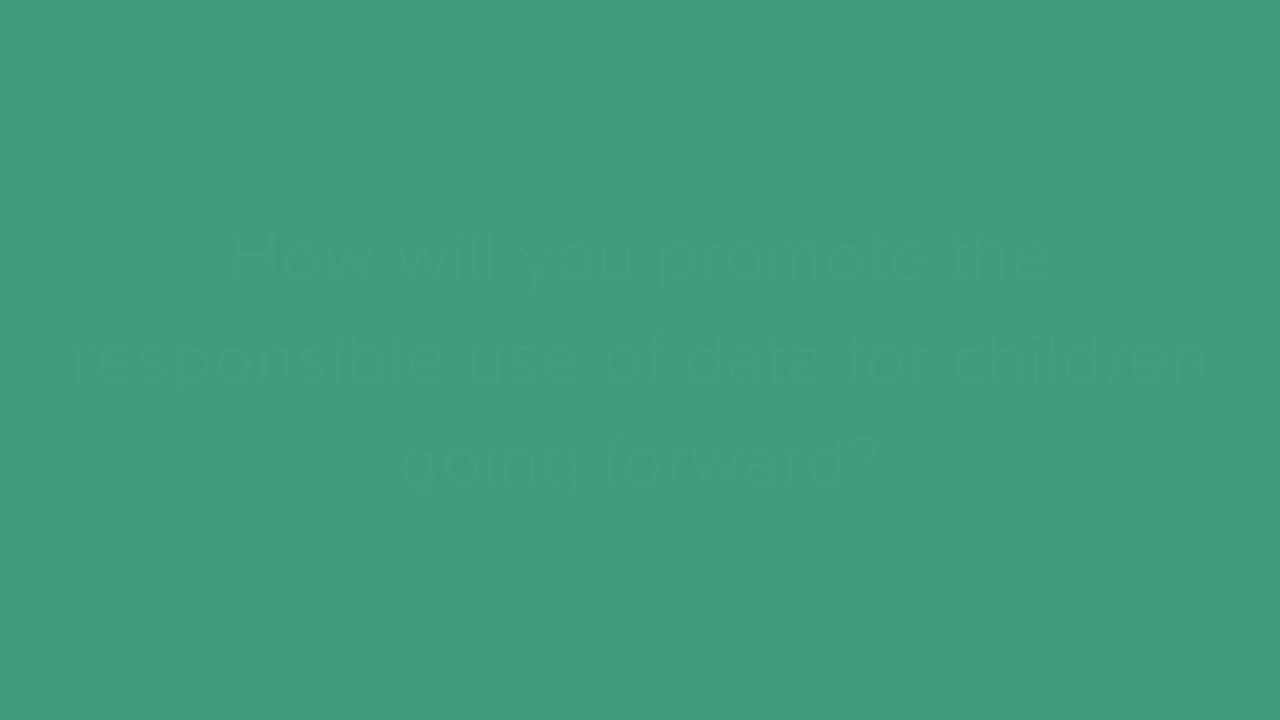 How will you promote the
responsible use of data for children
going forward?